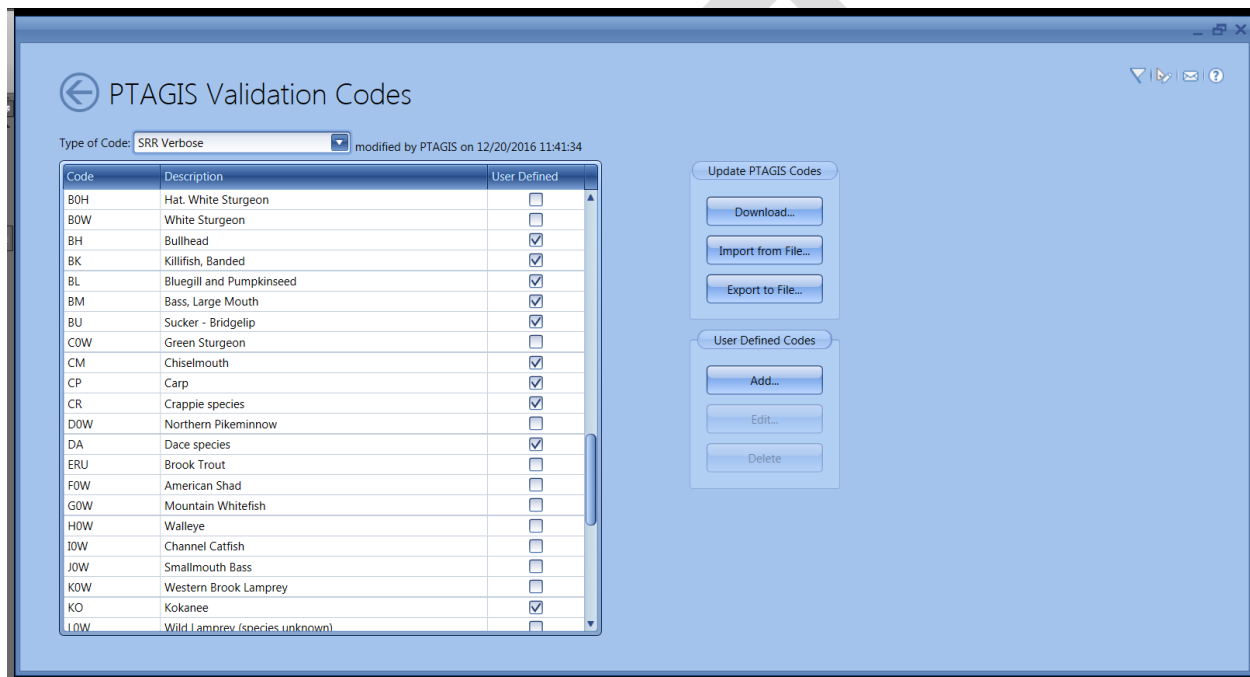 PTAGIS Validation Codes
Type of Code: SRR Verbose modified by PTAGIS on 12/20/2016 11:41:34
Code Description User Defined
B0H Hat. White Sturgeon
B0W White Sturgeon
BH Bullhead
BK Killifish, Banded
BL Bluegill and Pumpkinseed
BM Bass, Large Mouth
BU Sucker - Bridgelip
C0W Green Sturgeon
CM Chiselmouth
CP Carp
CR Crappie species
D0W Northern Pikeminnow
DA Dace species
ERU Brook Trout
F0W American Shad
G0W Mountain Whitefish
H0W Walleye
I0W Channel Catfish
J0W Smallmouth Bass
K0W Western Brook Lamprey
KO Kokanee
L0W Wild Lamprey (species unknown)
Update PTAGIS Codes
Download...
Import from File...
Export to File...
User Defined Codes
Add...
Edit...
Delete